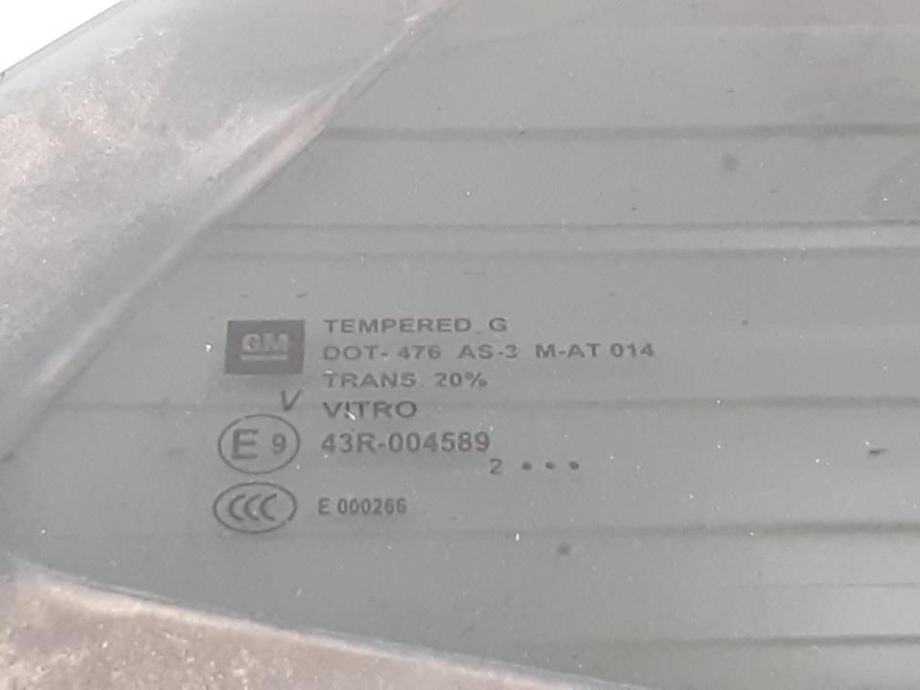 GM
TEMPERED G
DOT- 476 AS-3 M-AT 014
TRANS 20%
V VITRO
E 9 43R-004589
2 • • •
CCC E 000266